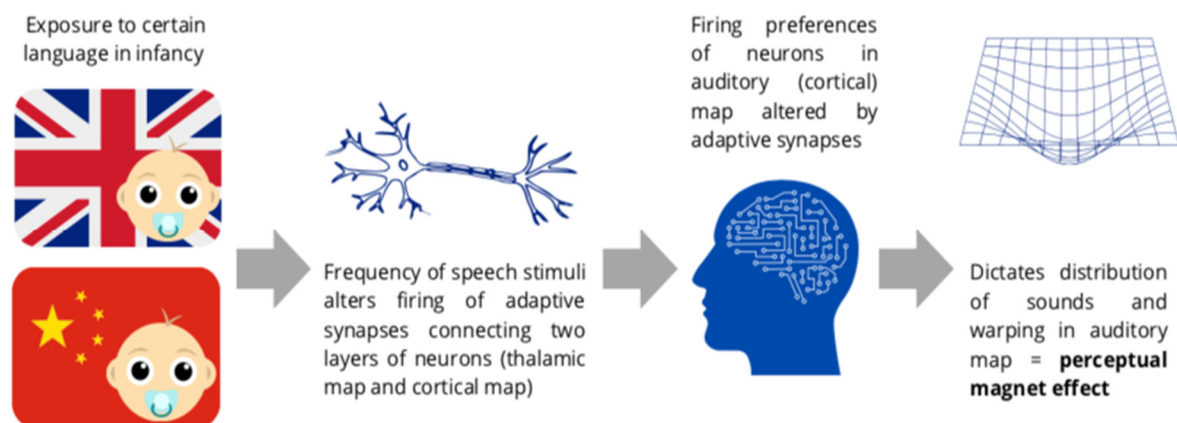 Exposure to certain
language in infancy
Frequency of speech stimuli
alters firing of adaptive
synapses connecting two
layers of neurons (thalamic
map and cortical map)
Firing preferences
of neurons in
auditory (cortical)
map altered by
adaptive synapses
Dictates distribution
of sounds and
warping in auditory
map = perceptual
magnet effect